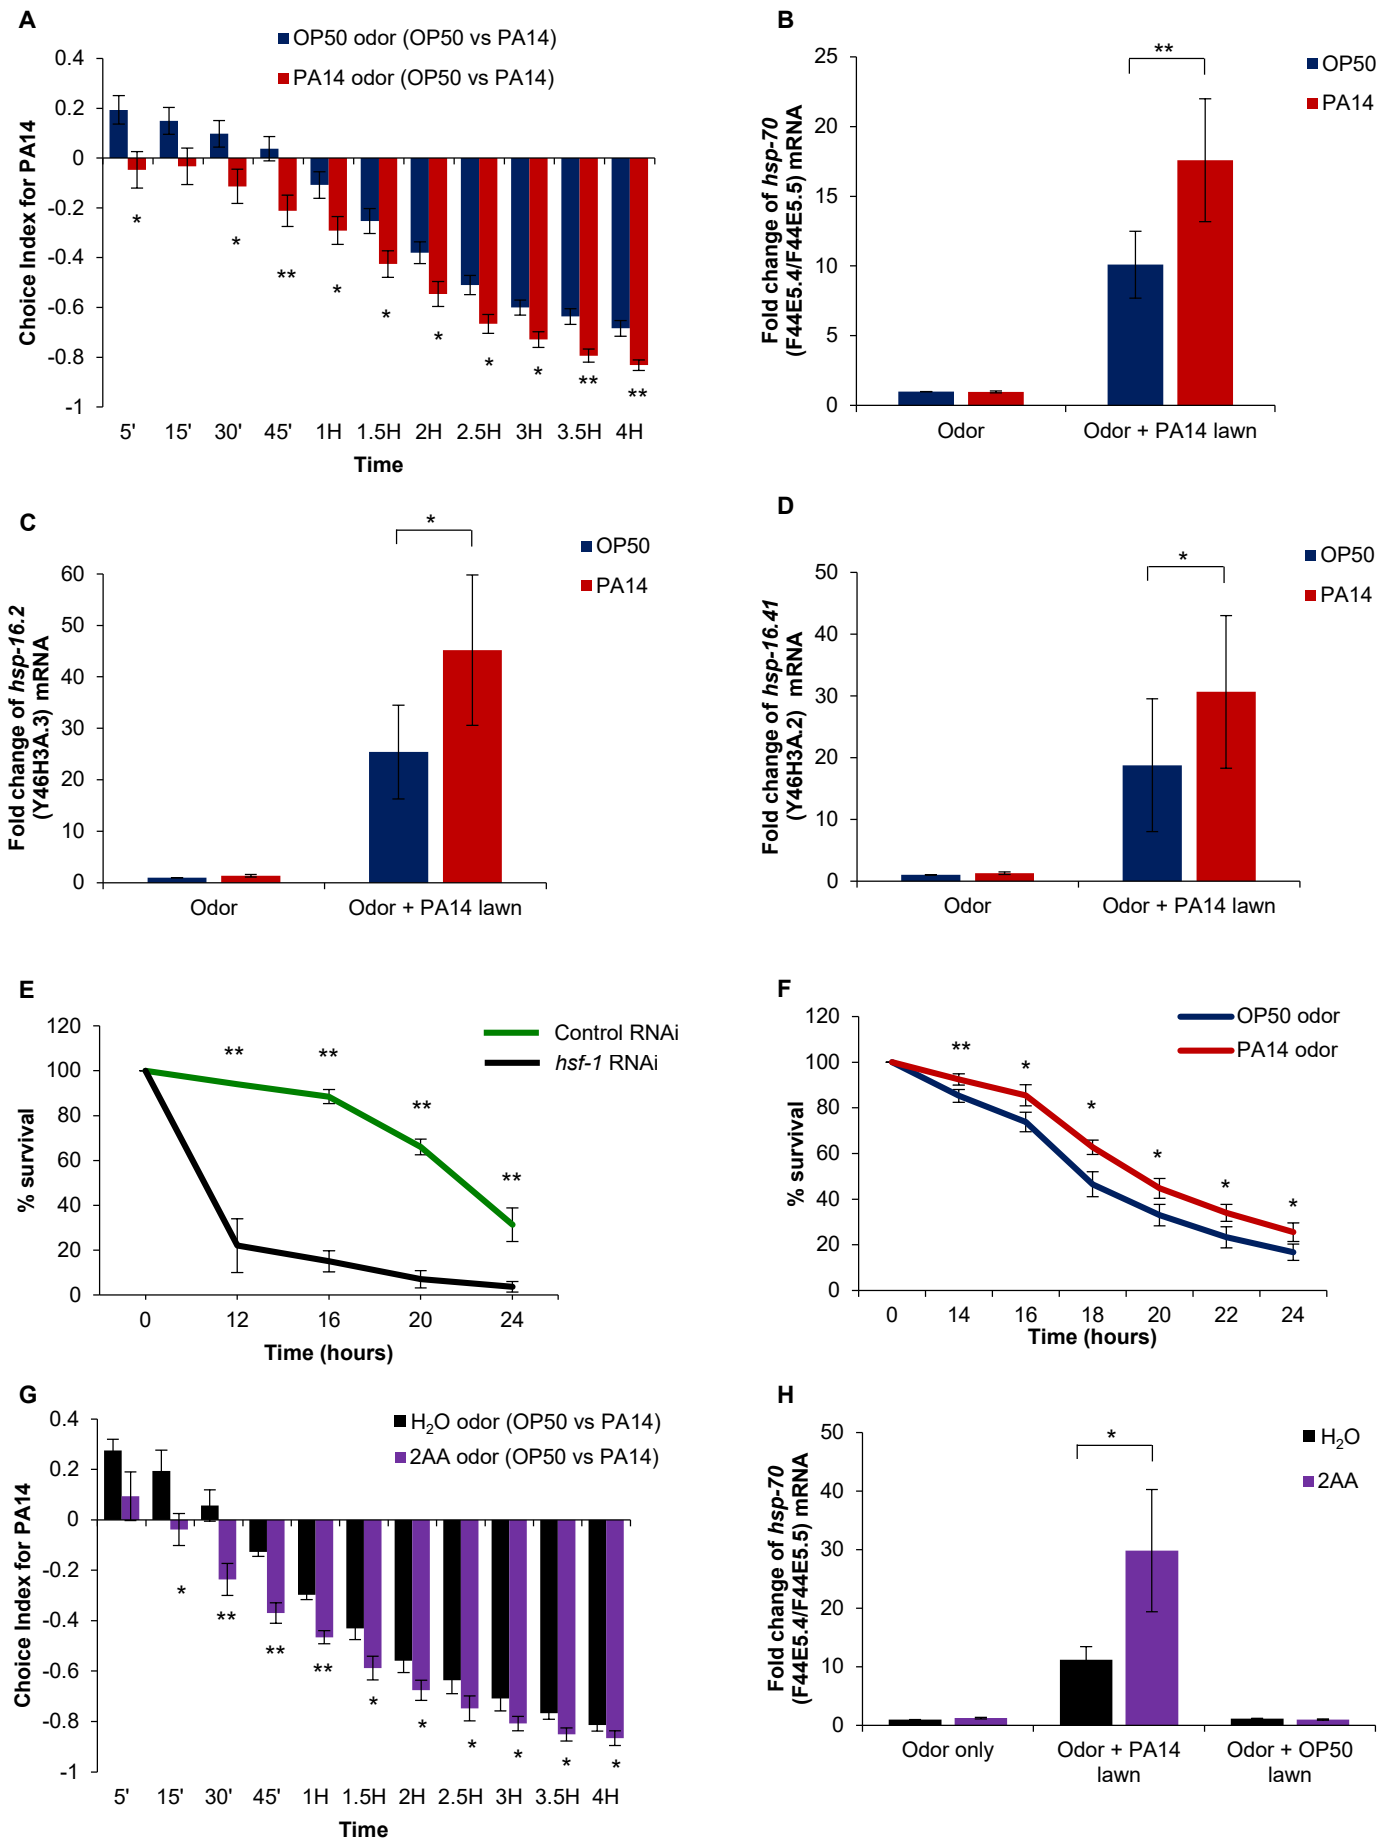 A
OP50 odor (OP50 vs PA14)
PA14 odor (OP50 vs PA14)
0.4
0.2
0
-0.2
-0.4
-0.6
-0.8
-1
Choice Index for PA14
* * ** * * * * * ** **
5' 15' 30' 45' 1H 1.5H 2H 2.5H 3H 3.5H 4H
Time
B
OP50
PA14
25
20
15
10
5
0
Fold change of hsp-70
(F44E5.4/F44E5.5) mRNA
**
Odor Odor + PA14 lawn
C
OP50
PA14
60
50
40
30
20
10
0
Fold change of hsp-16.2
(Y46H3A.3) mRNA
*
Odor Odor + PA14 lawn
D
OP50
PA14
50
40
30
20
10
0
Fold change of hsp-16.41
(Y46H3A.2) mRNA
*
Odor Odor + PA14 lawn
E
Control RNAi
hsf-1 RNAi
120
100
80
60
40
20
0
% survival
** ** ** **
0 12 16 20 24
Time (hours)
F
OP50 odor
PA14 odor
120
100
80
60
40
20
0
% survival
** * * * * *
0 14 16 18 20 22 24
Time (hours)
G
H₂O odor (OP50 vs PA14)
2AA odor (OP50 vs PA14)
0.4
0.2
0
-0.2
-0.4
-0.6
-0.8
-1
Choice Index for PA14
* ** ** ** * * * * * *
5' 15' 30' 45' 1H 1.5H 2H 2.5H 3H 3.5H 4H
Time
H
H₂O
2AA
50
40
30
20
10
0
Fold change of hsp-70
(F44E5.4/F44E5.5) mRNA
*
Odor only Odor + PA14 Odor + OP50
lawn lawn